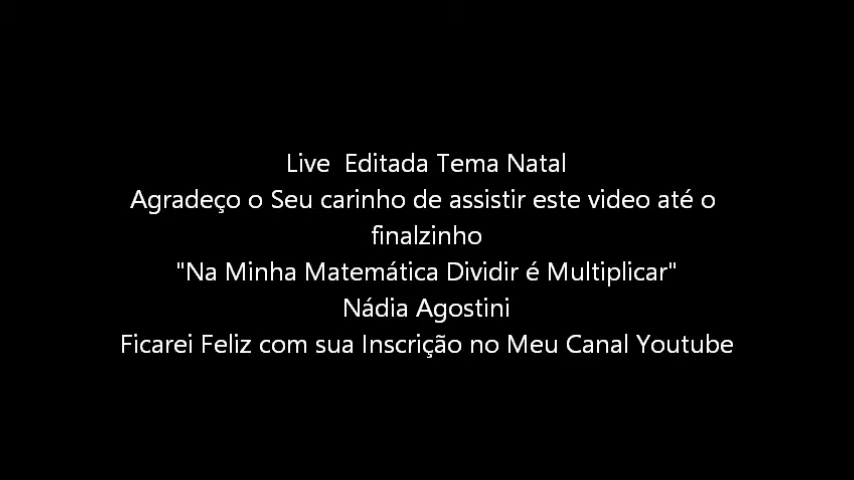 Live  Editada Tema Natal
Agradeço o Seu carinho de assistir este video até o
finalzinho
"Na Minha Matemática Dividir é Multiplicar"
Nádia Agostini
Ficarei Feliz com sua Inscrição no Meu Canal Youtube